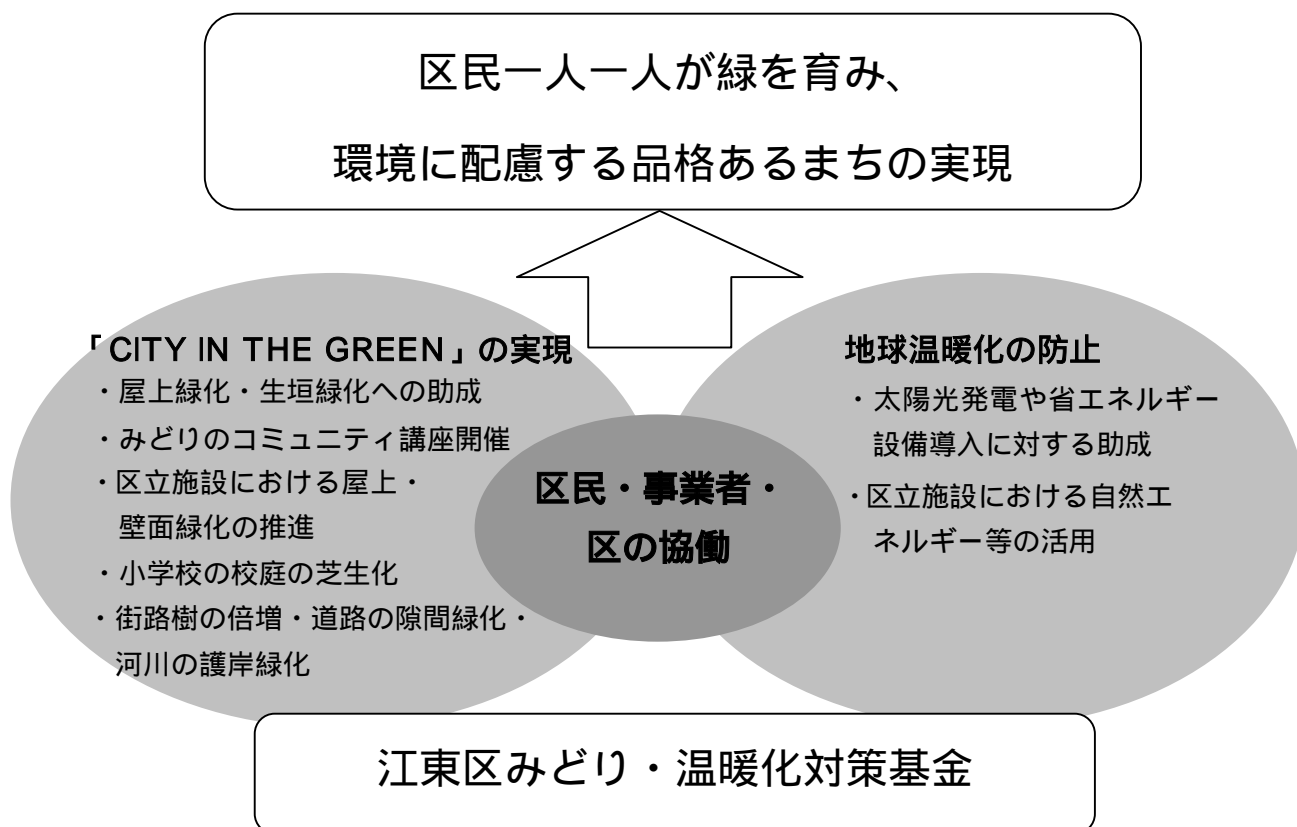 区民一人一人が緑を育み、
環境に配慮する品格あるまちの実現
「CITY IN THE GREEN」の実現
・屋上緑化・生垣緑化への助成
・みどりのコミュニティ講座開催
・区立施設における屋上・
壁面緑化の推進
・小学校の校庭の芝生化
・街路樹の倍増・道路の隙間緑化・
河川の護岸緑化
区民・事業者・
区の協働
地球温暖化の防止
・太陽光発電や省エネルギー
設備導入に対する助成
・区立施設における自然エ
ネルギー等の活用
江東区みどり・温暖化対策基金